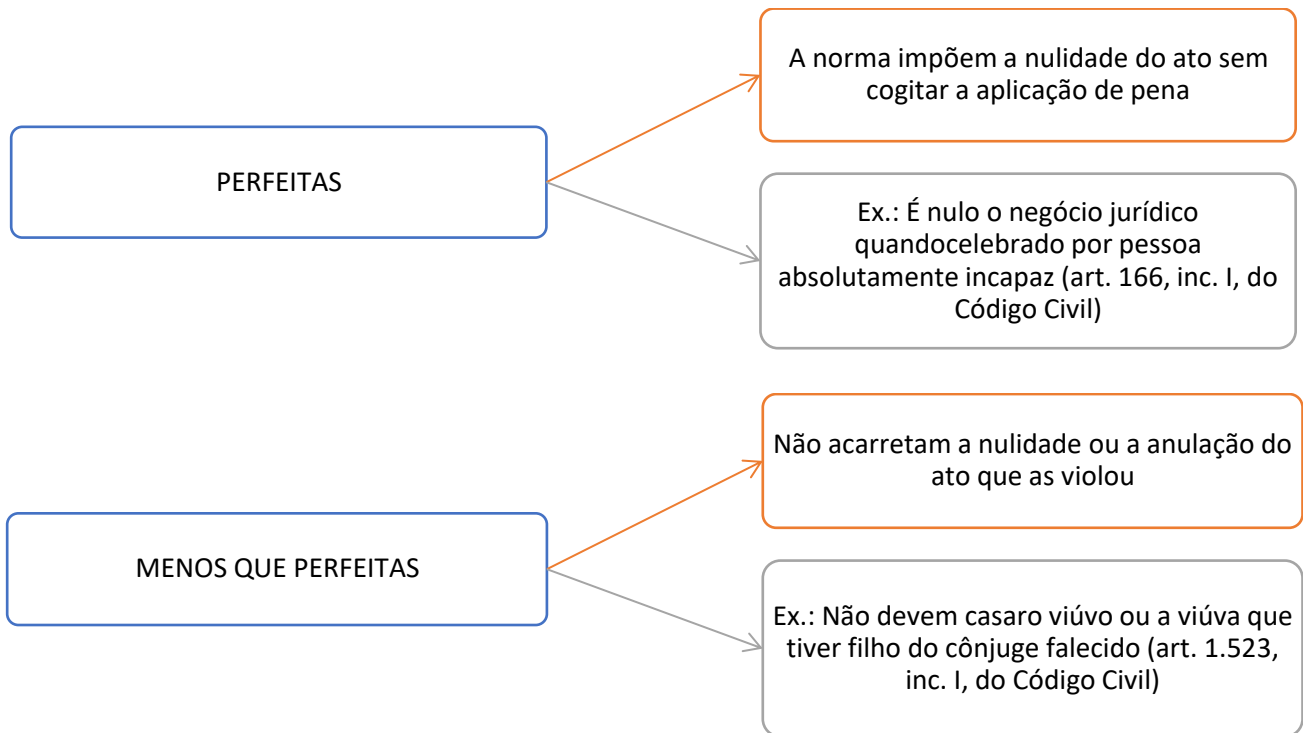 PERFEITAS
A norma impõem a nulidade do ato sem
cogitar a aplicação de pena
Ex.: É nulo o negócio jurídico
quandocelebrado por pessoa
absolutamente incapaz (art. 166, inc. I, do
Código Civil)
MENOS QUE PERFEITAS
Não acarretam a nulidade ou a anulação do
ato que as violou
Ex.: Não devem casaro viúvo ou a viúva que
tiver filho do cônjuge falecido (art. 1.523,
inc. I, do Código Civil)